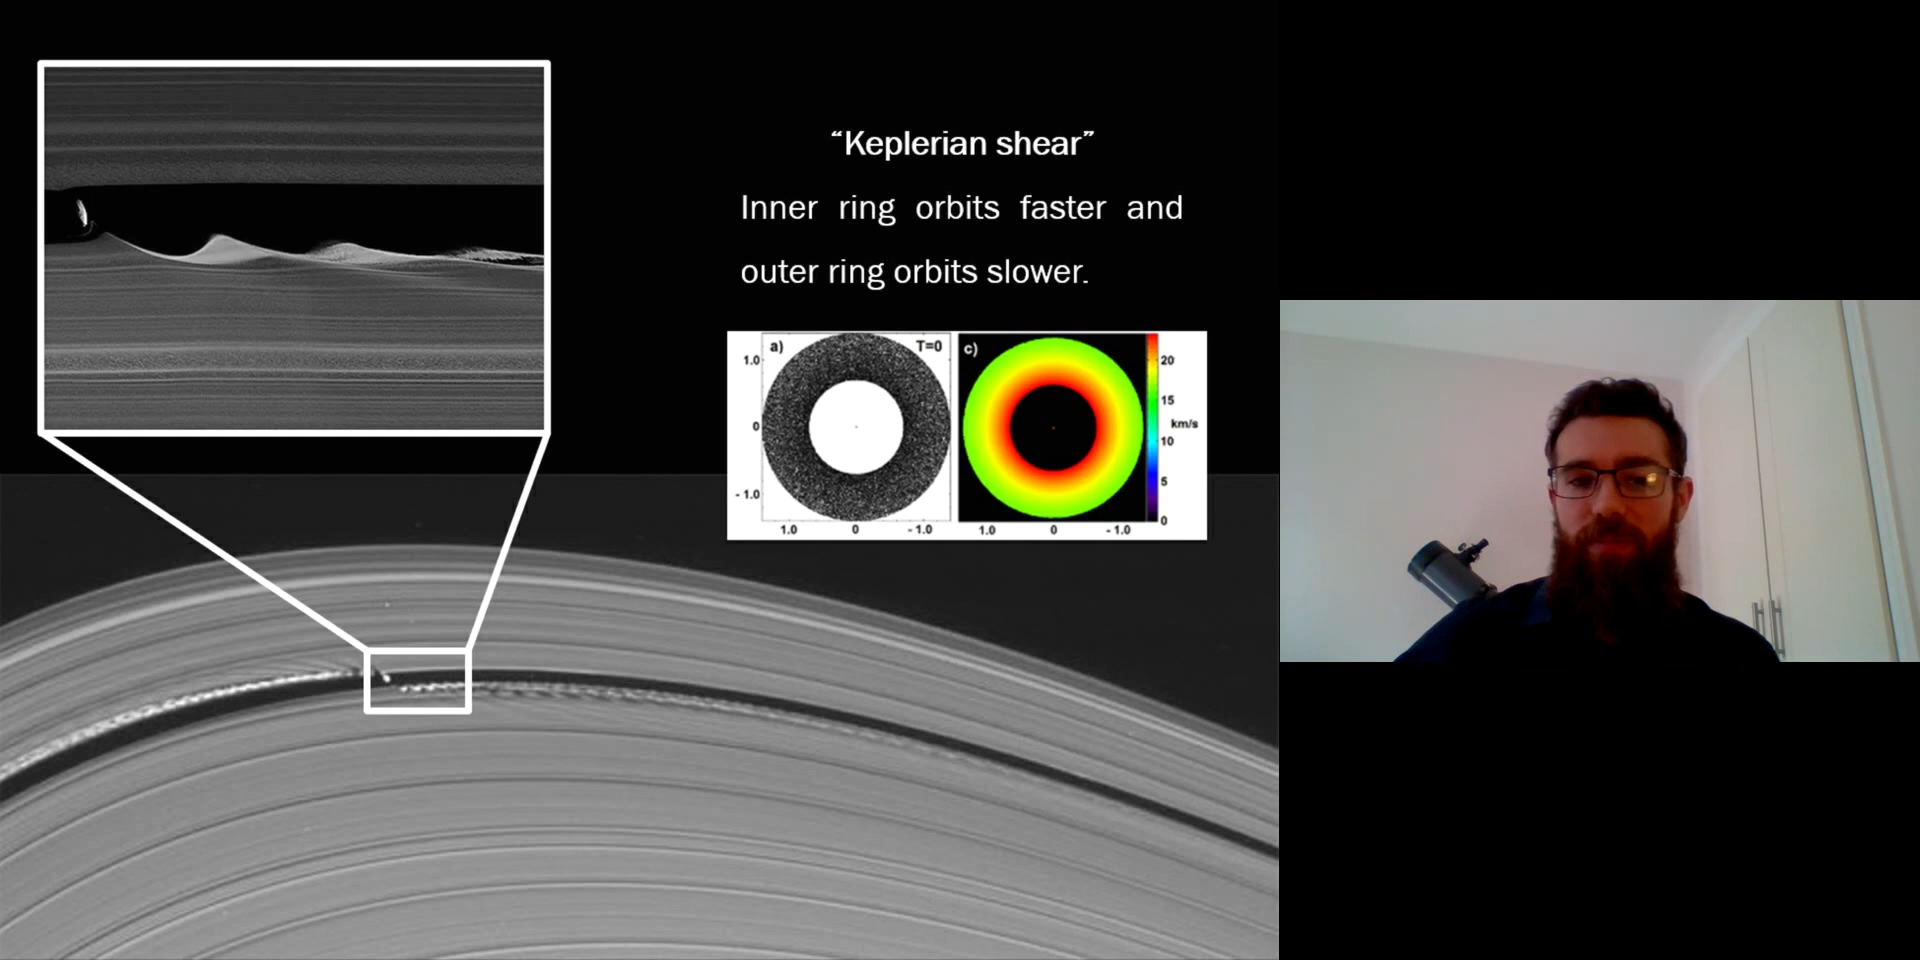 “Keplerian shear”
Inner ring orbits faster and
outer ring orbits slower.
a) T=0
1.0
0
- 1.0
1.0 0 - 1.0
c)
20
15
km/s
10
5
0
1.0 0 - 1.0